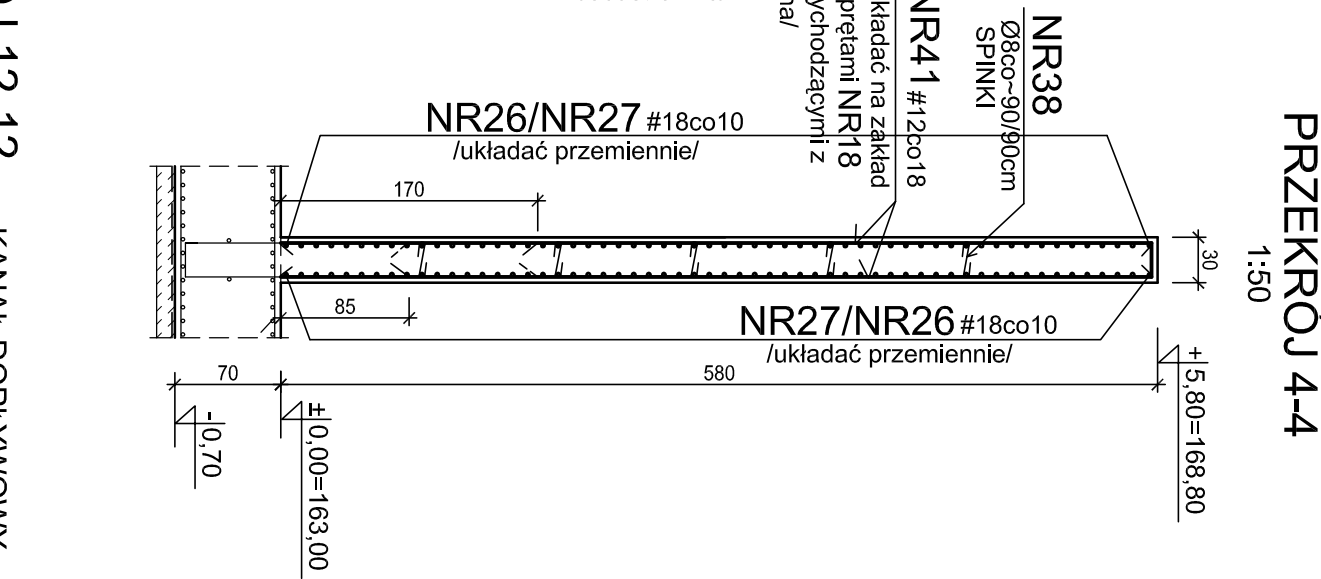 PRZEKRÓJ 4-4
1:50
NR38
Ø8co~90/90cm
SPINKI
NR41 #12co18
kładać na zakład
prętami NR18
ychodzącymi z
na/
NR26/NR27 #18co10
/układać przemiennie/
170
30
85
NR27/NR26 #18co10
/układać przemiennie/
70
580
+5,80=168,80
±0,00=163,00
-0,70